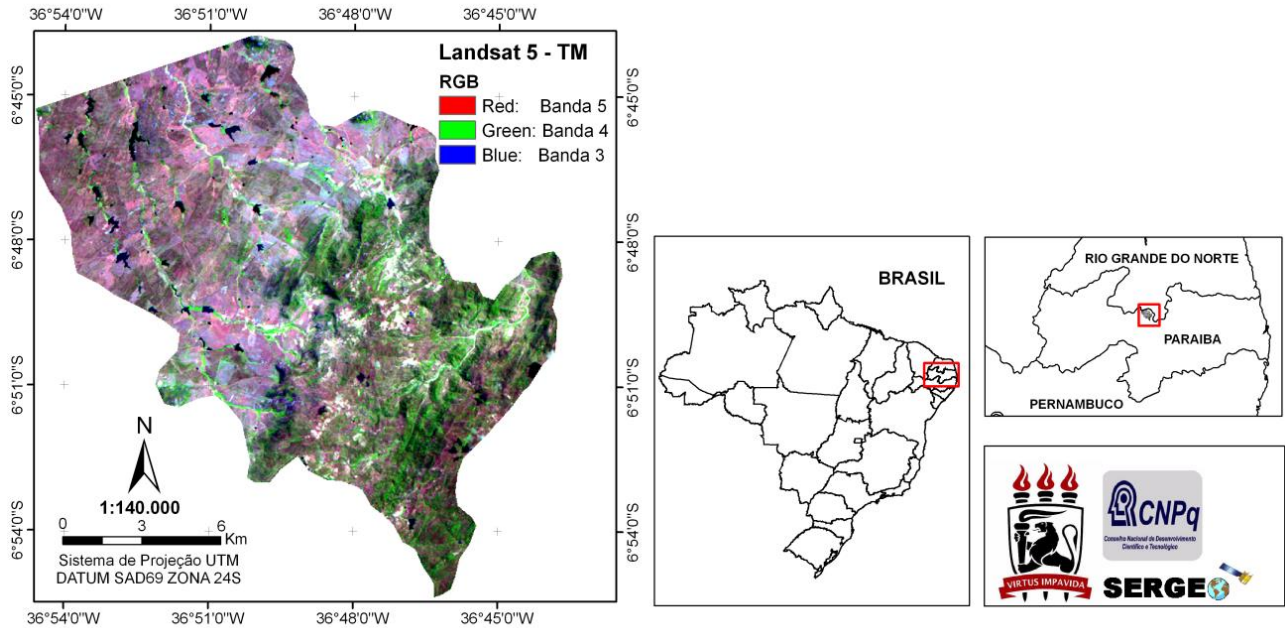 36°54'0"W 36°51'0"W 36°48'0"W 36°45'0"W
Landsat 5 - TM
RGB
Red: Banda 5
Green: Banda 4
Blue: Banda 3
6°45'0"S
6°48'0"S
6°51'0"S
6°54'0"S
6°45'0"S
6°48'0"S
6°51'0"S
6°54'0"S
N
1:140.000
0 3 6
Km
Sistema de Projeção UTM
DATUM SAD69 ZONA 24S
36°54'0"W 36°51'0"W 36°48'0"W 36°45'0"W
BRASIL
RIO GRANDE DO NORTE
PARAIBA
PERNAMBUCO
VIRTUS IMPAVIDA
CNPq
Conselho Nacional de Desenvolvimento
Científico e Tecnológico
SERGEO